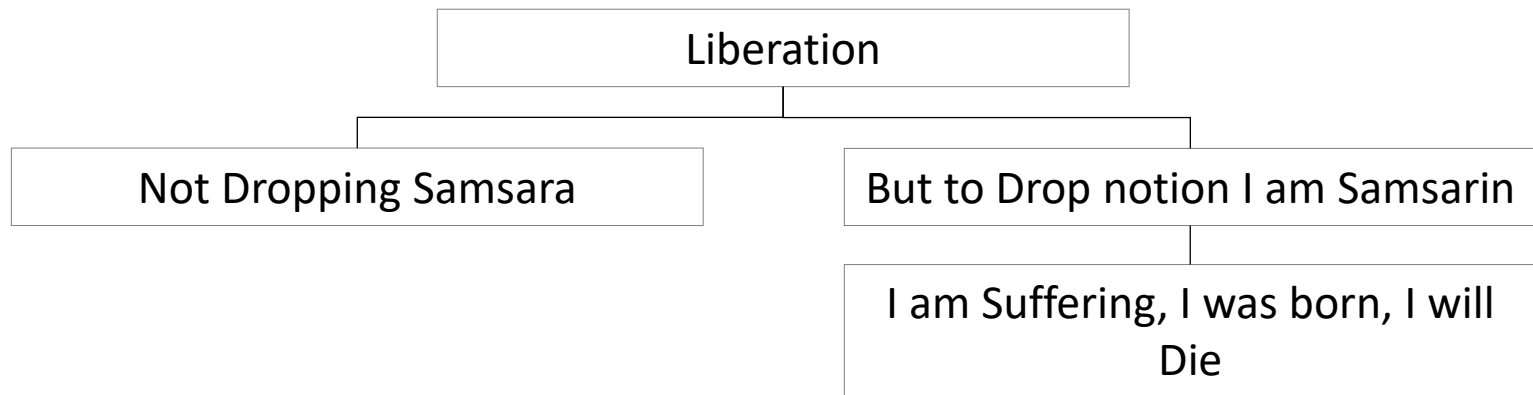 Liberation
Not Dropping Samsara
But to Drop notion I am Samsarin
I am Suffering, I was born, I will
Die